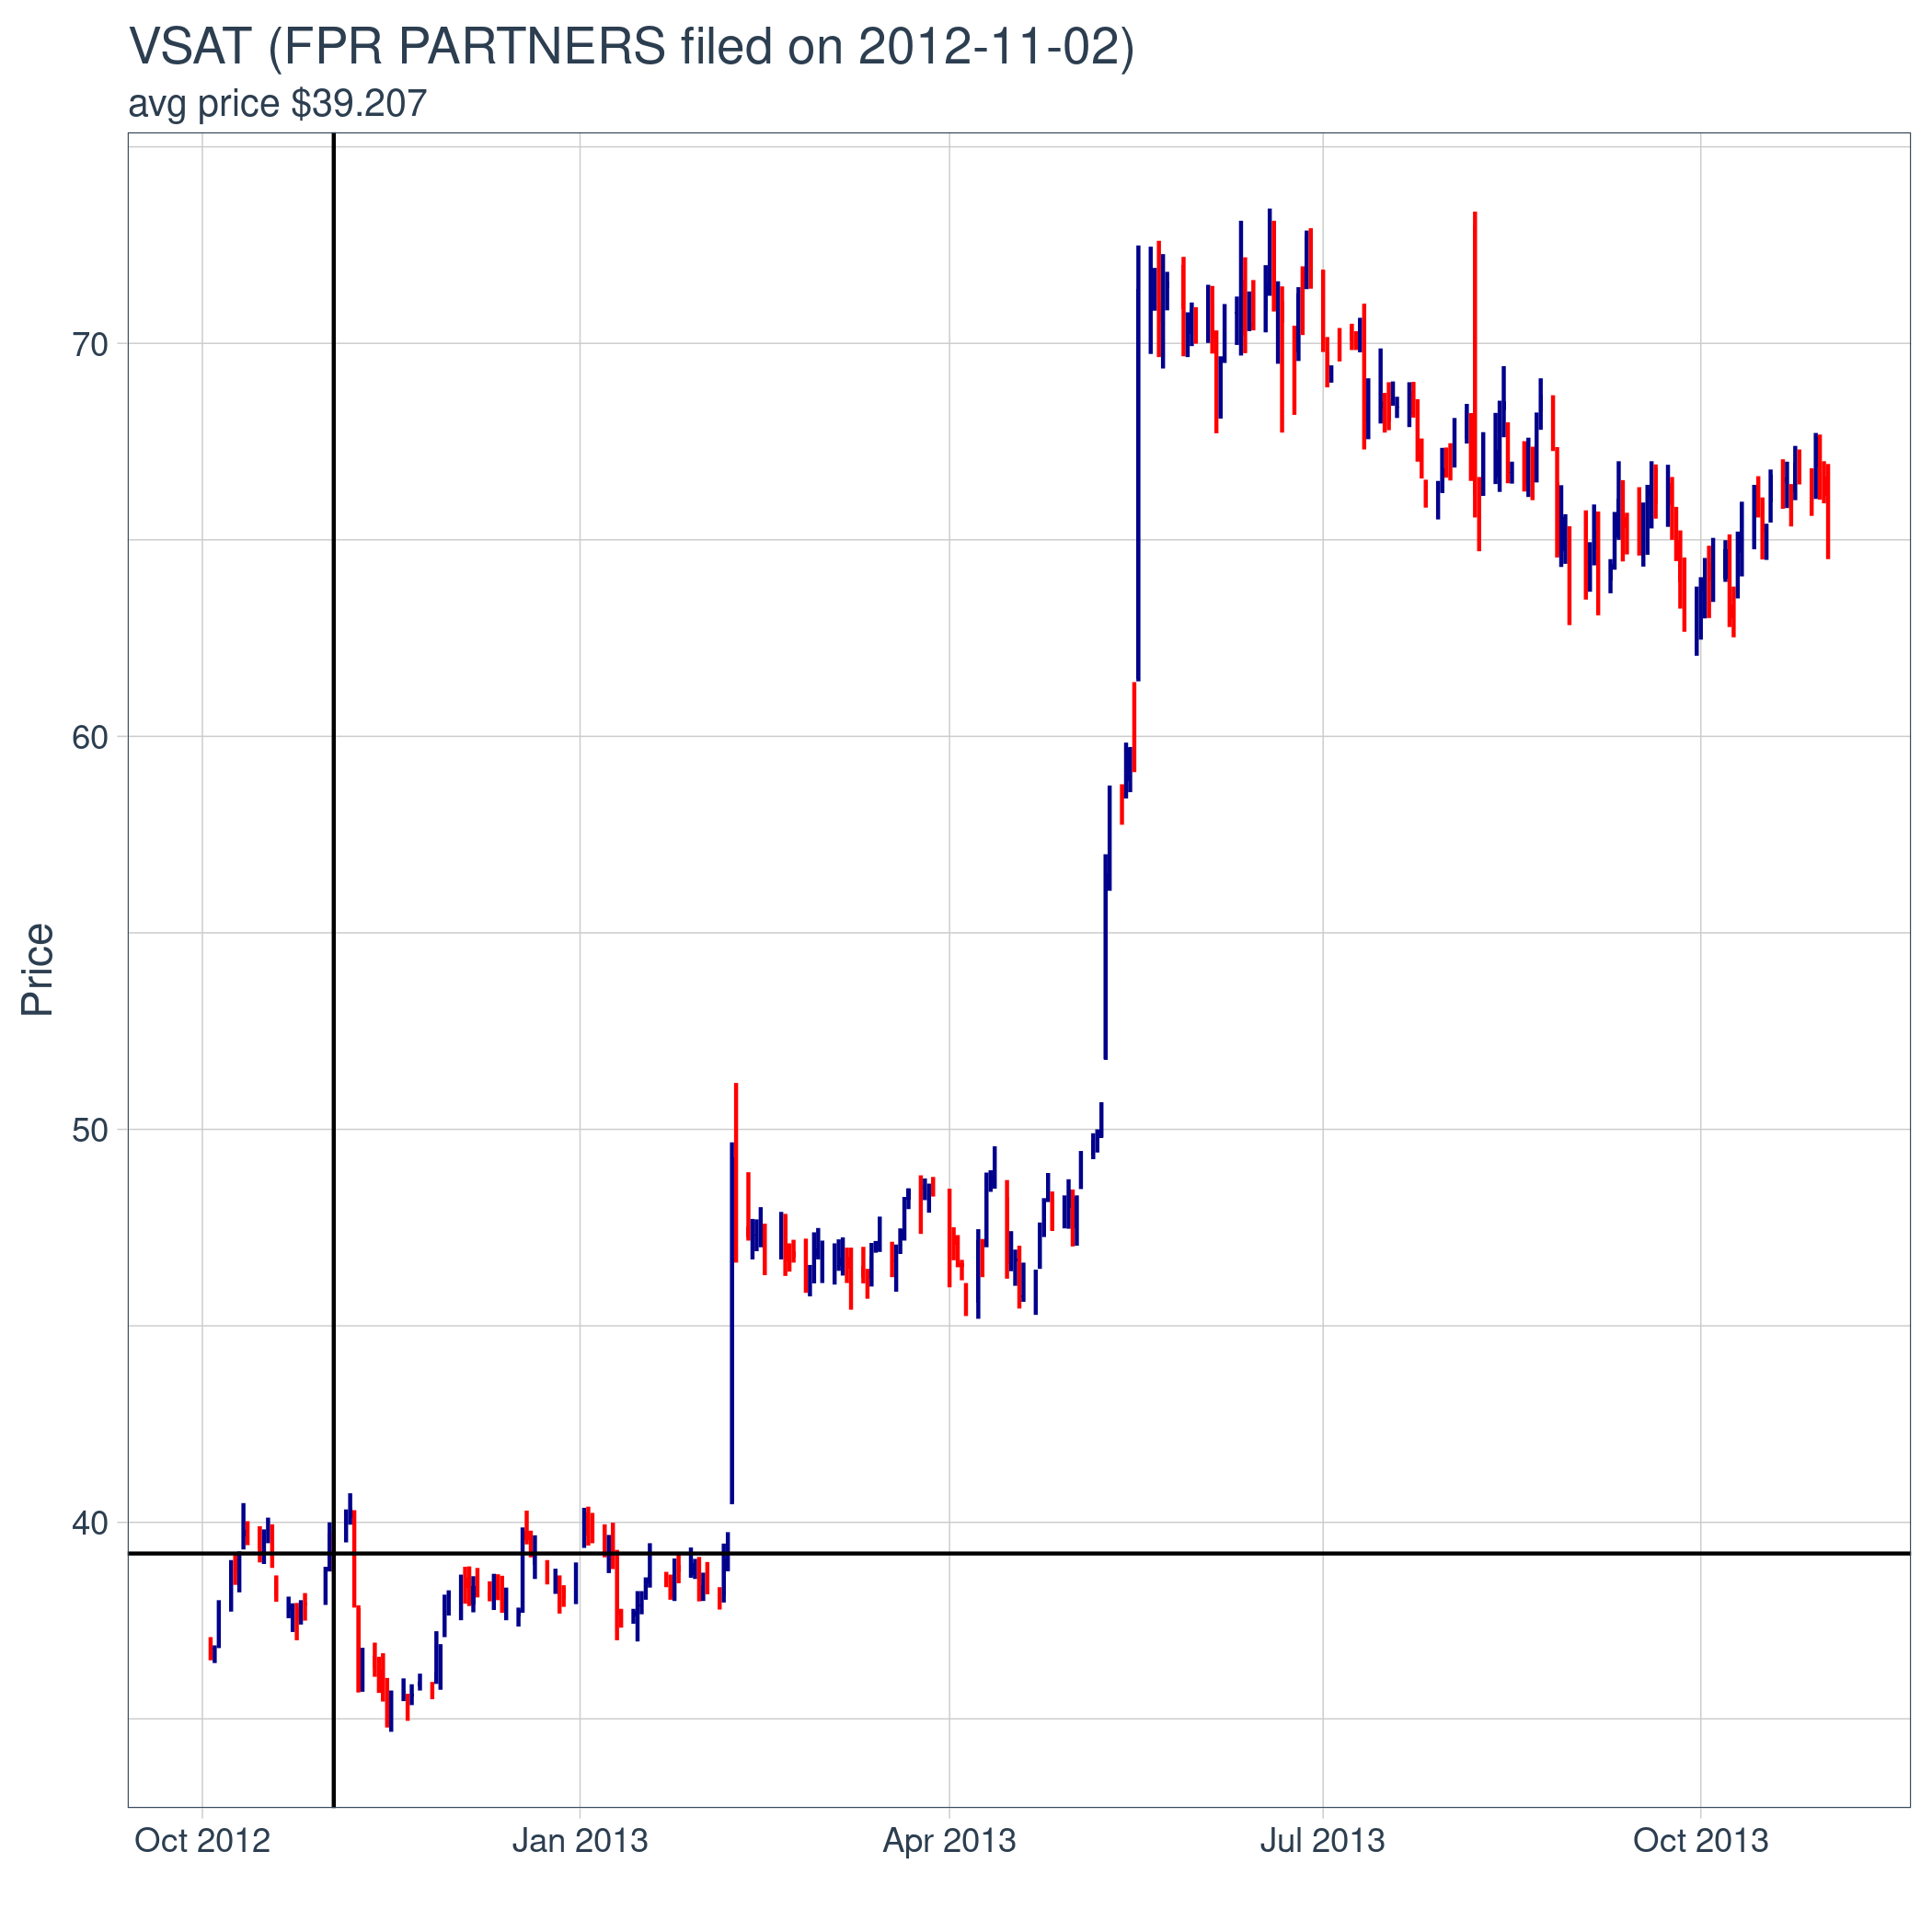 VSAT (FPR PARTNERS filed on 2012-11-02)
avg price $39.207
Price
70
60
50
40
Oct 2012
Jan 2013
Apr 2013
Jul 2013
Oct 2013